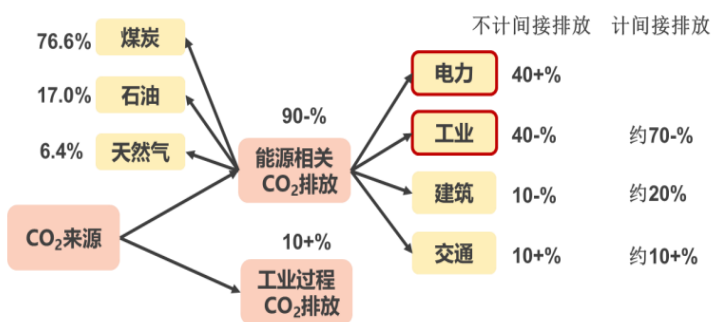 不计间接排放 计间接排放
76.6% 煤炭
电力 40+%
17.0% 石油
90-%
工业 40-% 约70-%
6.4% 天然气
能源相关
CO₂排放
建筑 10-% 约20%
CO₂来源
10+%
交通 10+% 约10+%
工业过程
CO₂排放